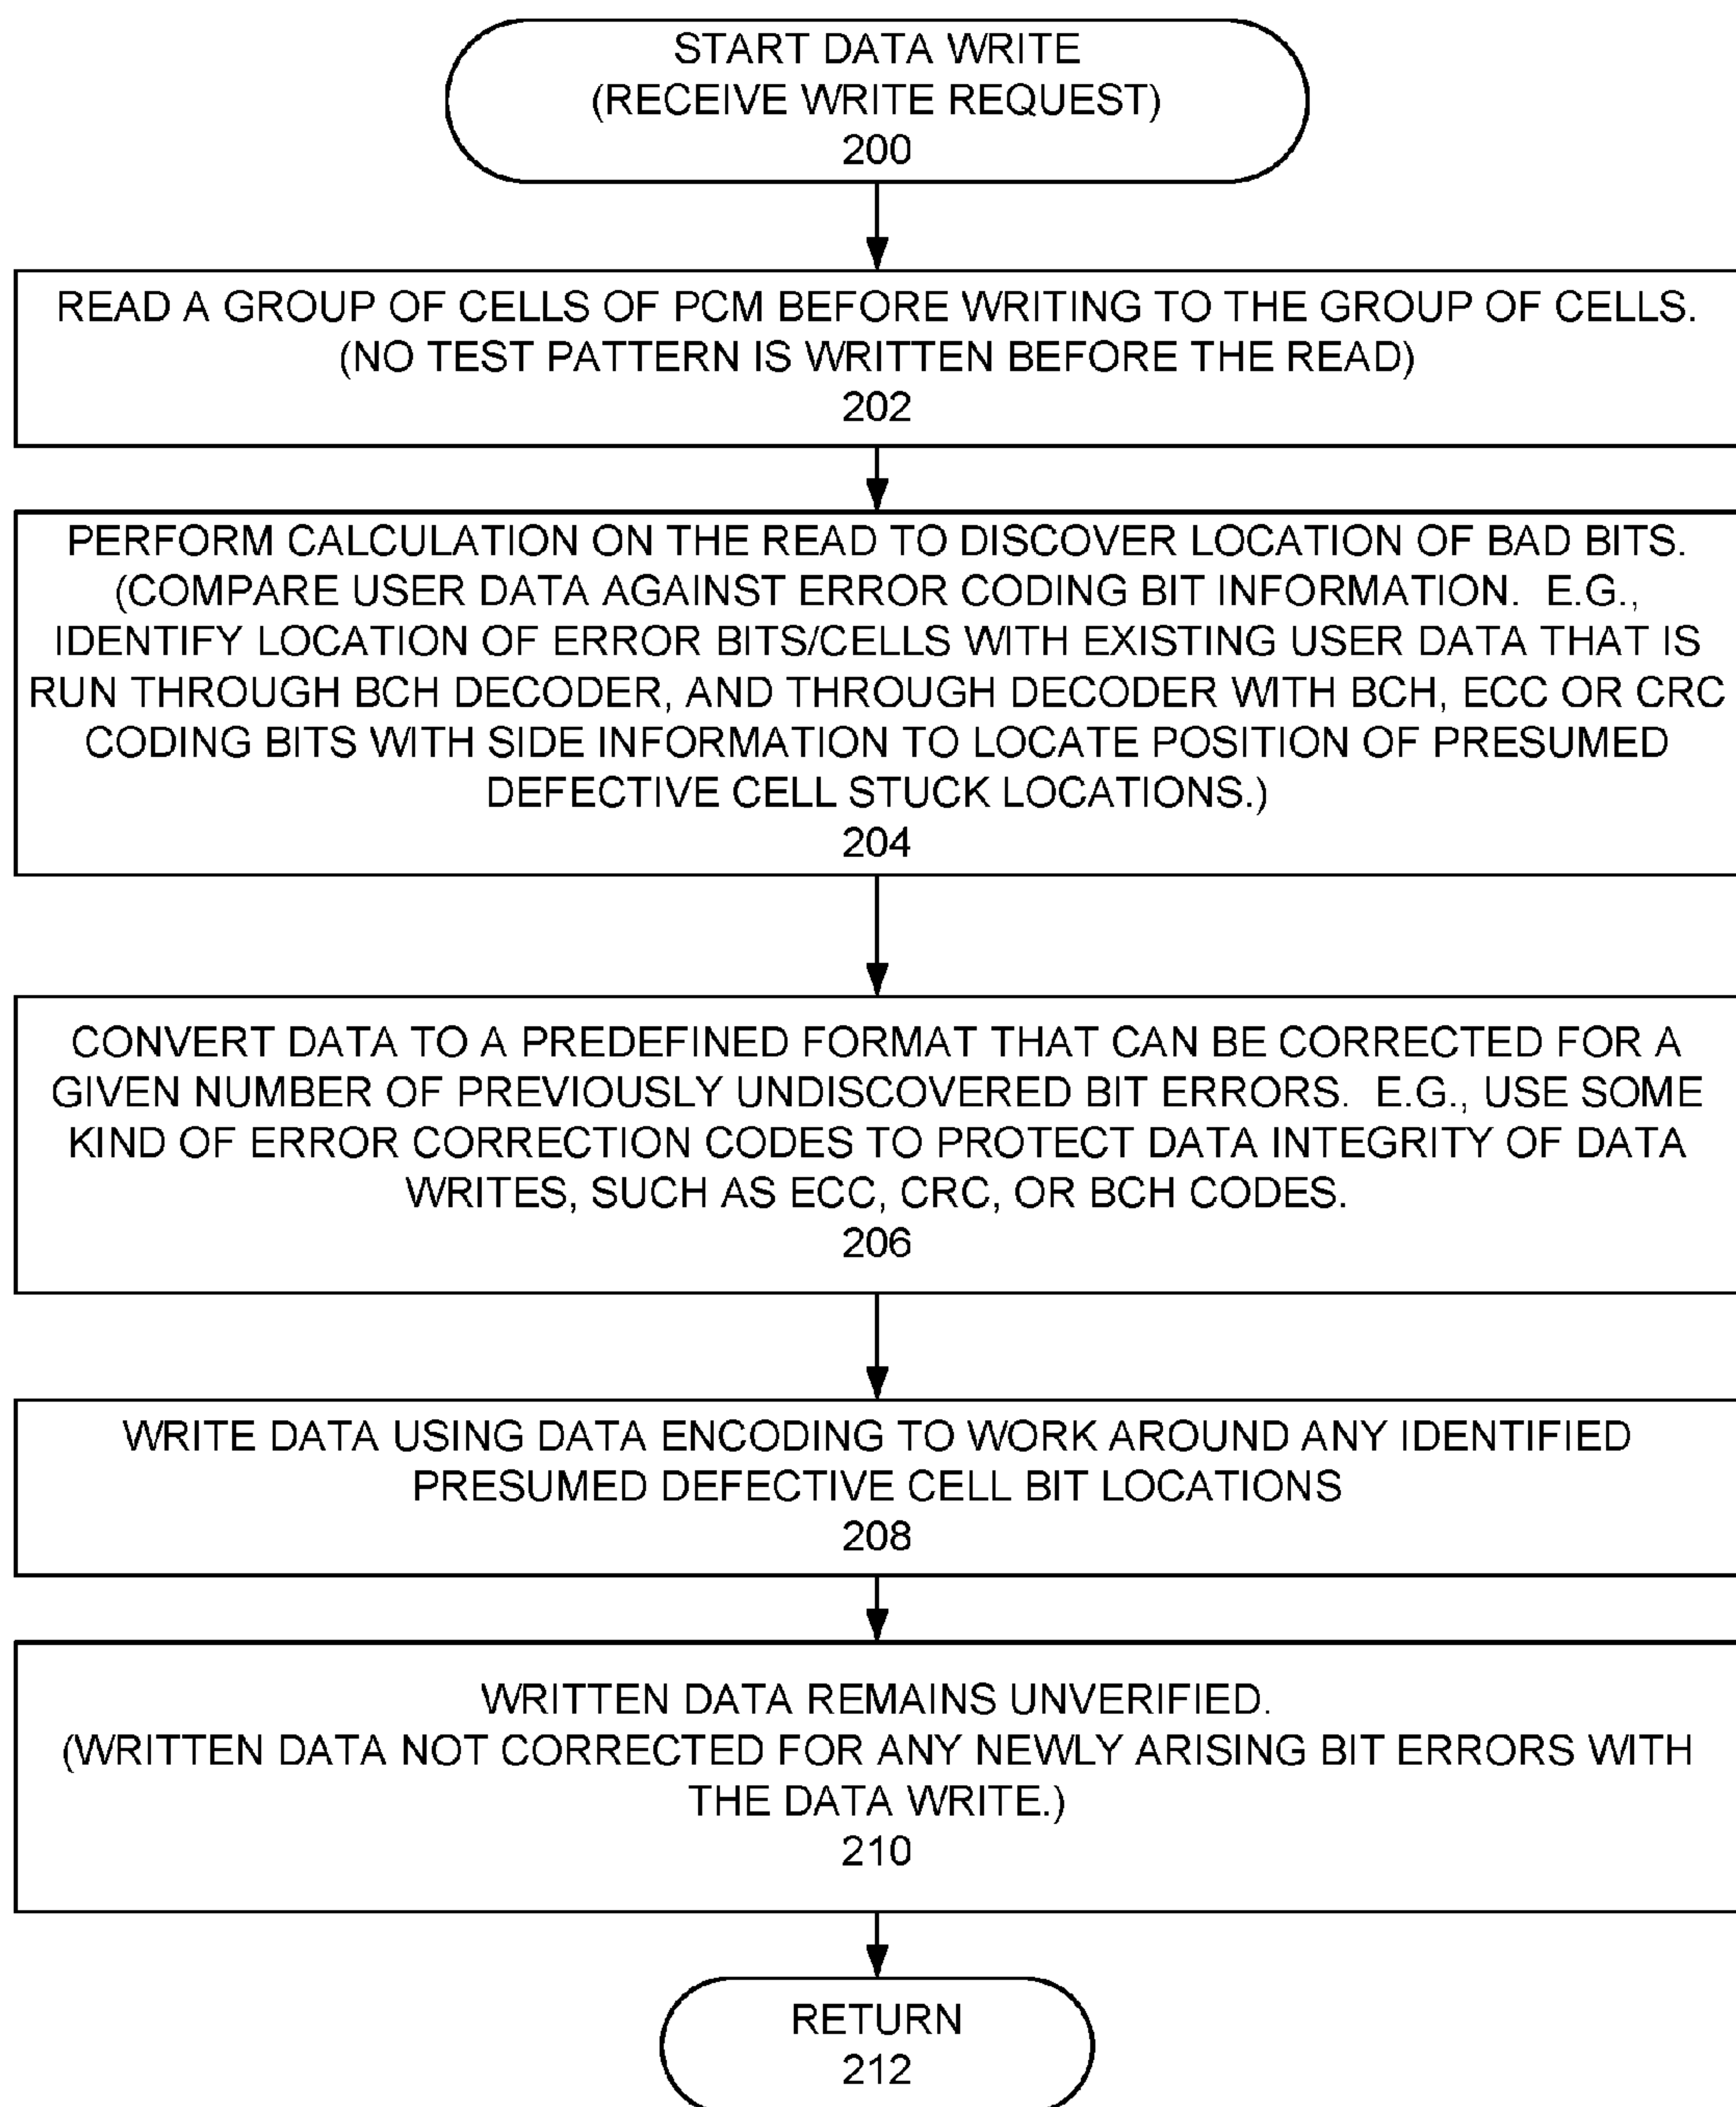 START DATA WRITE
(RECEIVE WRITE REQUEST)
200
READ A GROUP OF CELLS OF PCM BEFORE WRITING TO THE GROUP OF CELLS.
(NO TEST PATTERN IS WRITTEN BEFORE THE READ)
202
PERFORM CALCULATION ON THE READ TO DISCOVER LOCATION OF BAD BITS.
(COMPARE USER DATA AGAINST ERROR CODING BIT INFORMATION. E.G.,
IDENTIFY LOCATION OF ERROR BITS/CELLS WITH EXISTING USER DATA THAT IS
RUN THROUGH BCH DECODER, AND THROUGH DECODER WITH BCH, ECC OR CRC
CODING BITS WITH SIDE INFORMATION TO LOCATE POSITION OF PRESUMED
DEFECTIVE CELL STUCK LOCATIONS.)
204
CONVERT DATA TO A PREDEFINED FORMAT THAT CAN BE CORRECTED FOR A
GIVEN NUMBER OF PREVIOUSLY UNDISCOVERED BIT ERRORS. E.G., USE SOME
KIND OF ERROR CORRECTION CODES TO PROTECT DATA INTEGRITY OF DATA
WRITES, SUCH AS ECC, CRC, OR BCH CODES.
206
WRITE DATA USING DATA ENCODING TO WORK AROUND ANY IDENTIFIED
PRESUMED DEFECTIVE CELL BIT LOCATIONS
208
WRITTEN DATA REMAINS UNVERIFIED.
(WRITTEN DATA NOT CORRECTED FOR ANY NEWLY ARISING BIT ERRORS WITH
THE DATA WRITE.)
210
RETURN
212